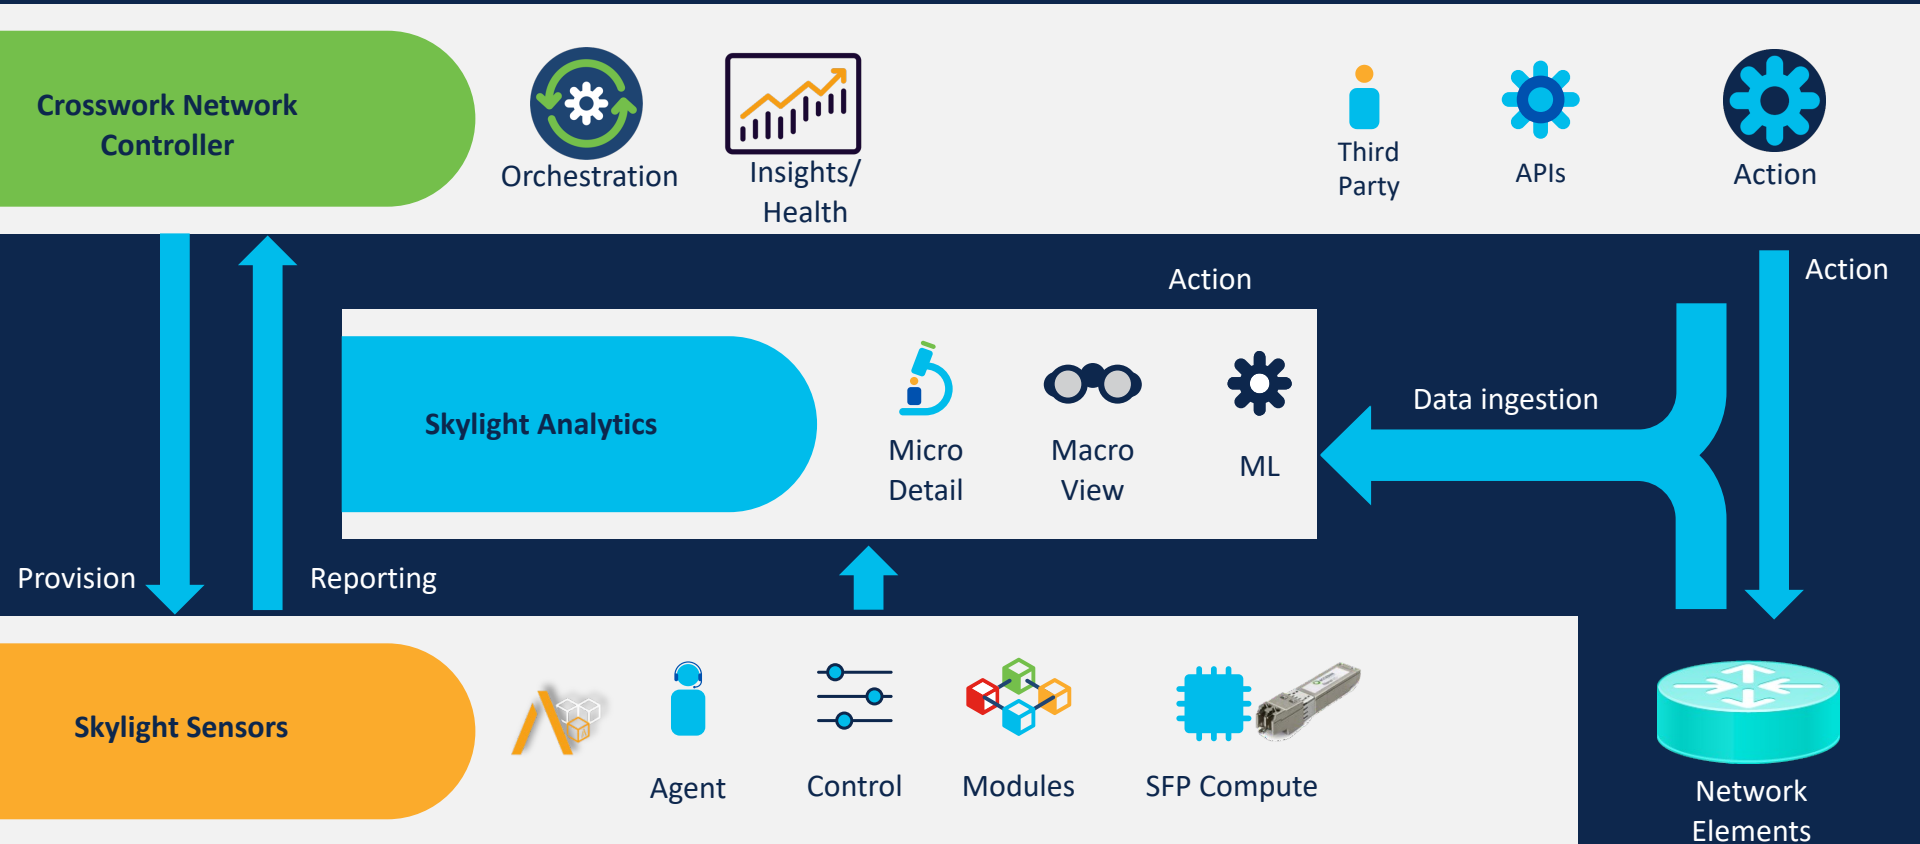 Crosswork Network
Controller
Orchestration
Insights/
Health
Third
Party
APIs
Action
Action
Action
Skylight Analytics
Micro
Detail
Macro
View
ML
Data ingestion
Provision
Reporting
Skylight Sensors
Agent
Control
Modules
SFP Compute
Network
Elements